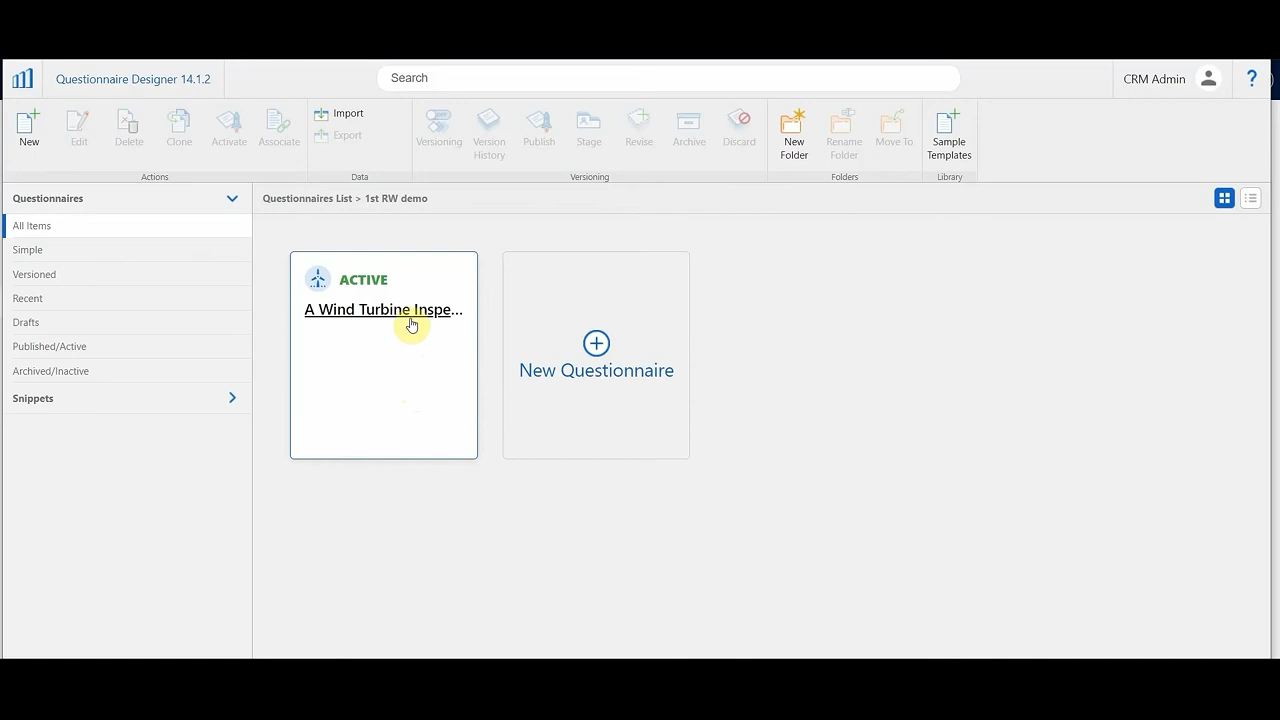 Questionnaire Designer 14.1.2
Search
CRM Admin
?
New
Edit
Delete
Clone
Activate
Associate
Import
Export
Versioning
Version
History
Publish
Stage
Revise
Archive
Discard
New
Folder
Rename
Folder
Move To
Sample
Templates
Actions
Data
Versioning
Folders
Library
Questionnaires
Questionnaires List > 1st RW demo
All Items
Simple
Versioned
Recent
Drafts
Published/Active
Archived/Inactive
Snippets
ACTIVE
A Wind Turbine Inspe...
New Questionnaire